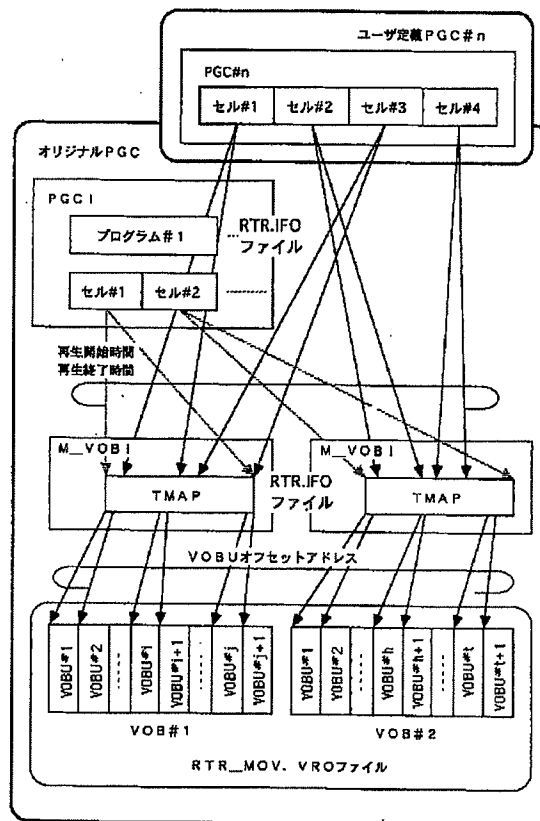 ユーザ定義PGC#n
PGC#n
セル#1 セル#2 セル#3 セル#4
オリジナルPGC
PGCI
プログラム#1
RTR.IFO
ファイル
セル#1 セル#2
再生開始時間
再生終了時間
M_VOBI
M_VOBI
TMAP
RTR.IFO
ファイル
TMAP
VOBUオフセットアドレス
VOBU#1
VOBU#2
VOBU#i
VOBU#i+1
VOBU#j
VOBU#j+1
VOBU#1
VOBU#2
VOBU#h
VOBU#h+1
VOBU#t
VOBU#t+1
VOB#1
VOB#2
RTR_MOV、VROファイル